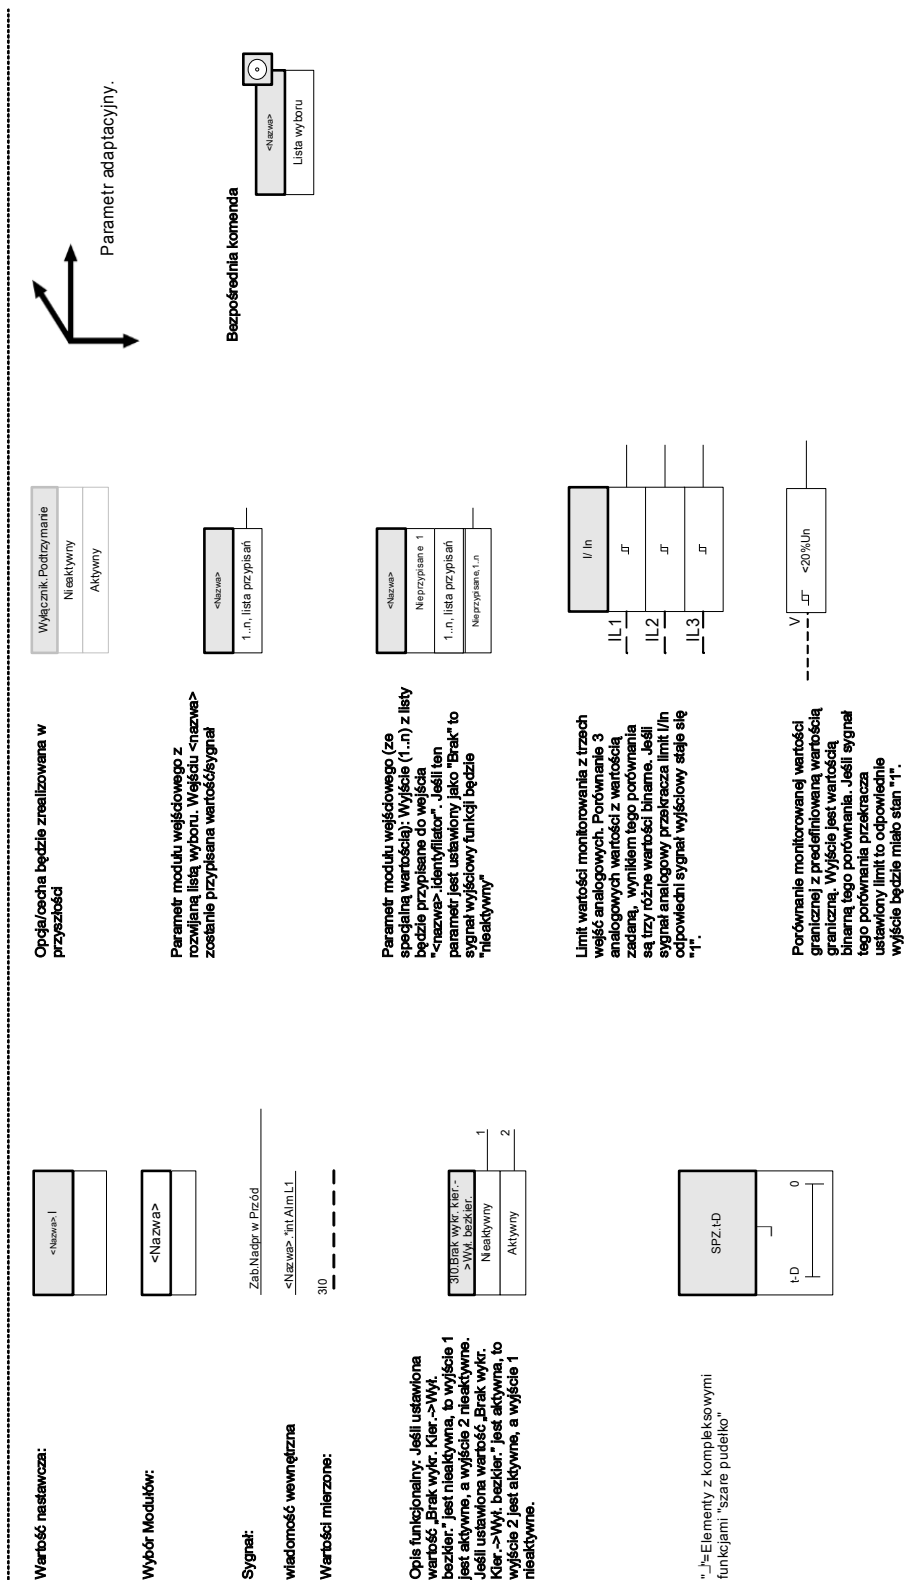 Wartość nastawcza:
<Nazwa>.I
Wybór Modułów:
<Nazwa>
Sygnał:
Zab.Nadpr w Przód
wiadomość wewnętrzna
<Nazwa>.*int Alm L1
Wartości mierzone:
3I0
Opis funkcjonalny: Jeśli ustawiona
wartość „Brak wykr. Kier.->Wył.
bezkier.” jest nieaktywna, to wyjście 1
jest aktywne, a wyjście 2 nieaktywne.
Jeśli ustawiona wartość „Brak wykr.
Kier.->Wył. bezkier.” jest aktywna, to
wyjście 2 jest aktywne, a wyjście 1
nieaktywne.
3I0.Brak wykr. kier.-
>Wył. bezkier.
Nieaktywny
1
Aktywny
2
"_⅃"=Elementy z kompleksowymi
funkcjami "szare pudełko"
SPZ.t-D
t-D
0
Opcja/cecha będzie zrealizowana w
przyszłości
Wyłącznik.Podtrzymanie
Nieaktywny
Aktywny
Parametr modułu wejściowego z
rozwijaną listą wyboru. Wejściu <nazwa>
zostanie przypisana wartość/sygnał
<Nazwa>
1..n, lista przypisań
Parametr modułu wejściowego (ze
specjalną wartością): Wyjście (1..n) z listy
będzie przypisane do wejścia
"<nazwa>.identyfilator". Jeśli ten
parametr jest ustawiony jako "Brak" to
sygnał wyjściowy funkcji będzie
"nieaktywny"
<Nazwa>
Nieprzypisane 1
1..n, lista przypisań
Nieprzypisane,1..n
Limit wartości monitorowania z trzech
wejść analogowych. Porównanie 3
analogowych wartości z wartością
zadaną, wynikiem tego porównania
są trzy różne wartości binarne. Jeśli
sygnał analogowy przekracza limit I/In
odpowiedni sygnał wyjściowy staje się
"1".
I/ In
IL1
IL2
IL3
Porównanie monitorowanej wartości
granicznej z predefiniowaną wartością
graniczną. Wyjście jest wartością
binarną tego porównania. Jeśli sygnał
tego porównania przekracza
ustawiony limit to odpowiednie
wyjście będzie miało stan "1".
V
<20%Un
Parametr adaptacyjny.
Bezpośrednia komenda
<Nazwa>
Lista wyboru